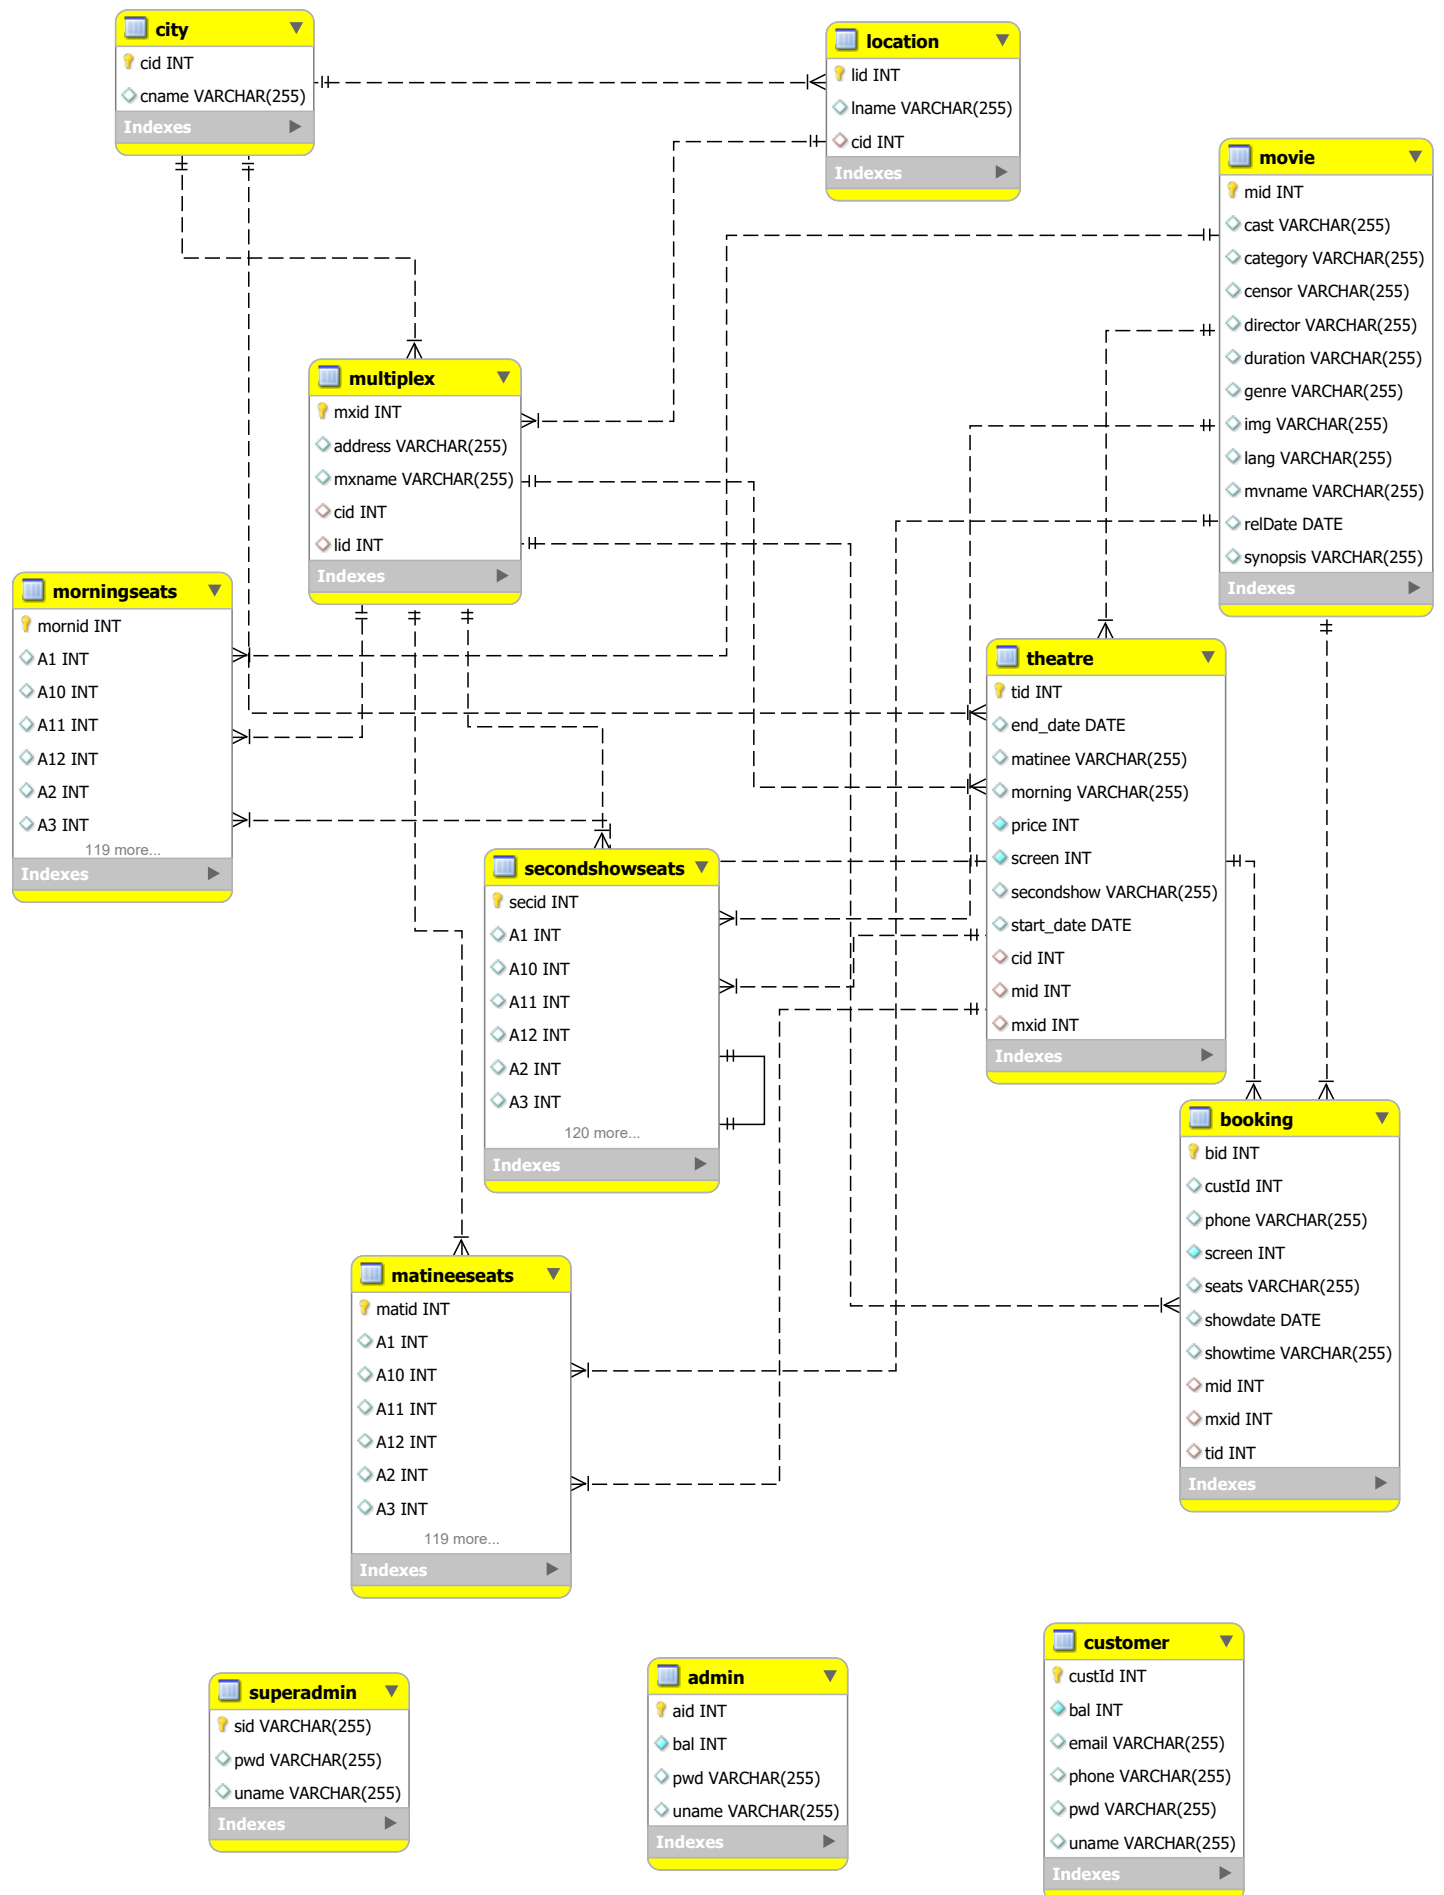 city
cid INT
cname VARCHAR(255)
Indexes
location
lid INT
lname VARCHAR(255)
cid INT
Indexes
movie
mid INT
cast VARCHAR(255)
category VARCHAR(255)
censor VARCHAR(255)
director VARCHAR(255)
duration VARCHAR(255)
genre VARCHAR(255)
img VARCHAR(255)
lang VARCHAR(255)
mvname VARCHAR(255)
relDate DATE
synopsis VARCHAR(255)
Indexes
multiplex
mxid INT
address VARCHAR(255)
mxname VARCHAR(255)
cid INT
lid INT
Indexes
morningseats
mornid INT
A1 INT
A10 INT
A11 INT
A12 INT
A2 INT
A3 INT
119 more...
Indexes
theatre
tid INT
end_date DATE
matinee VARCHAR(255)
morning VARCHAR(255)
price INT
screen INT
secondshow VARCHAR(255)
start_date DATE
cid INT
mid INT
mxid INT
Indexes
secondshowseats
secid INT
A1 INT
A10 INT
A11 INT
A12 INT
A2 INT
A3 INT
120 more...
Indexes
booking
bid INT
custId INT
phone VARCHAR(255)
screen INT
seats VARCHAR(255)
showdate DATE
showtime VARCHAR(255)
mid INT
mxid INT
tid INT
Indexes
matineeseats
matid INT
A1 INT
A10 INT
A11 INT
A12 INT
A2 INT
A3 INT
119 more...
Indexes
superadmin
sid VARCHAR(255)
pwd VARCHAR(255)
uname VARCHAR(255)
Indexes
admin
aid INT
bal INT
pwd VARCHAR(255)
uname VARCHAR(255)
Indexes
customer
custId INT
bal INT
email VARCHAR(255)
phone VARCHAR(255)
pwd VARCHAR(255)
uname VARCHAR(255)
Indexes